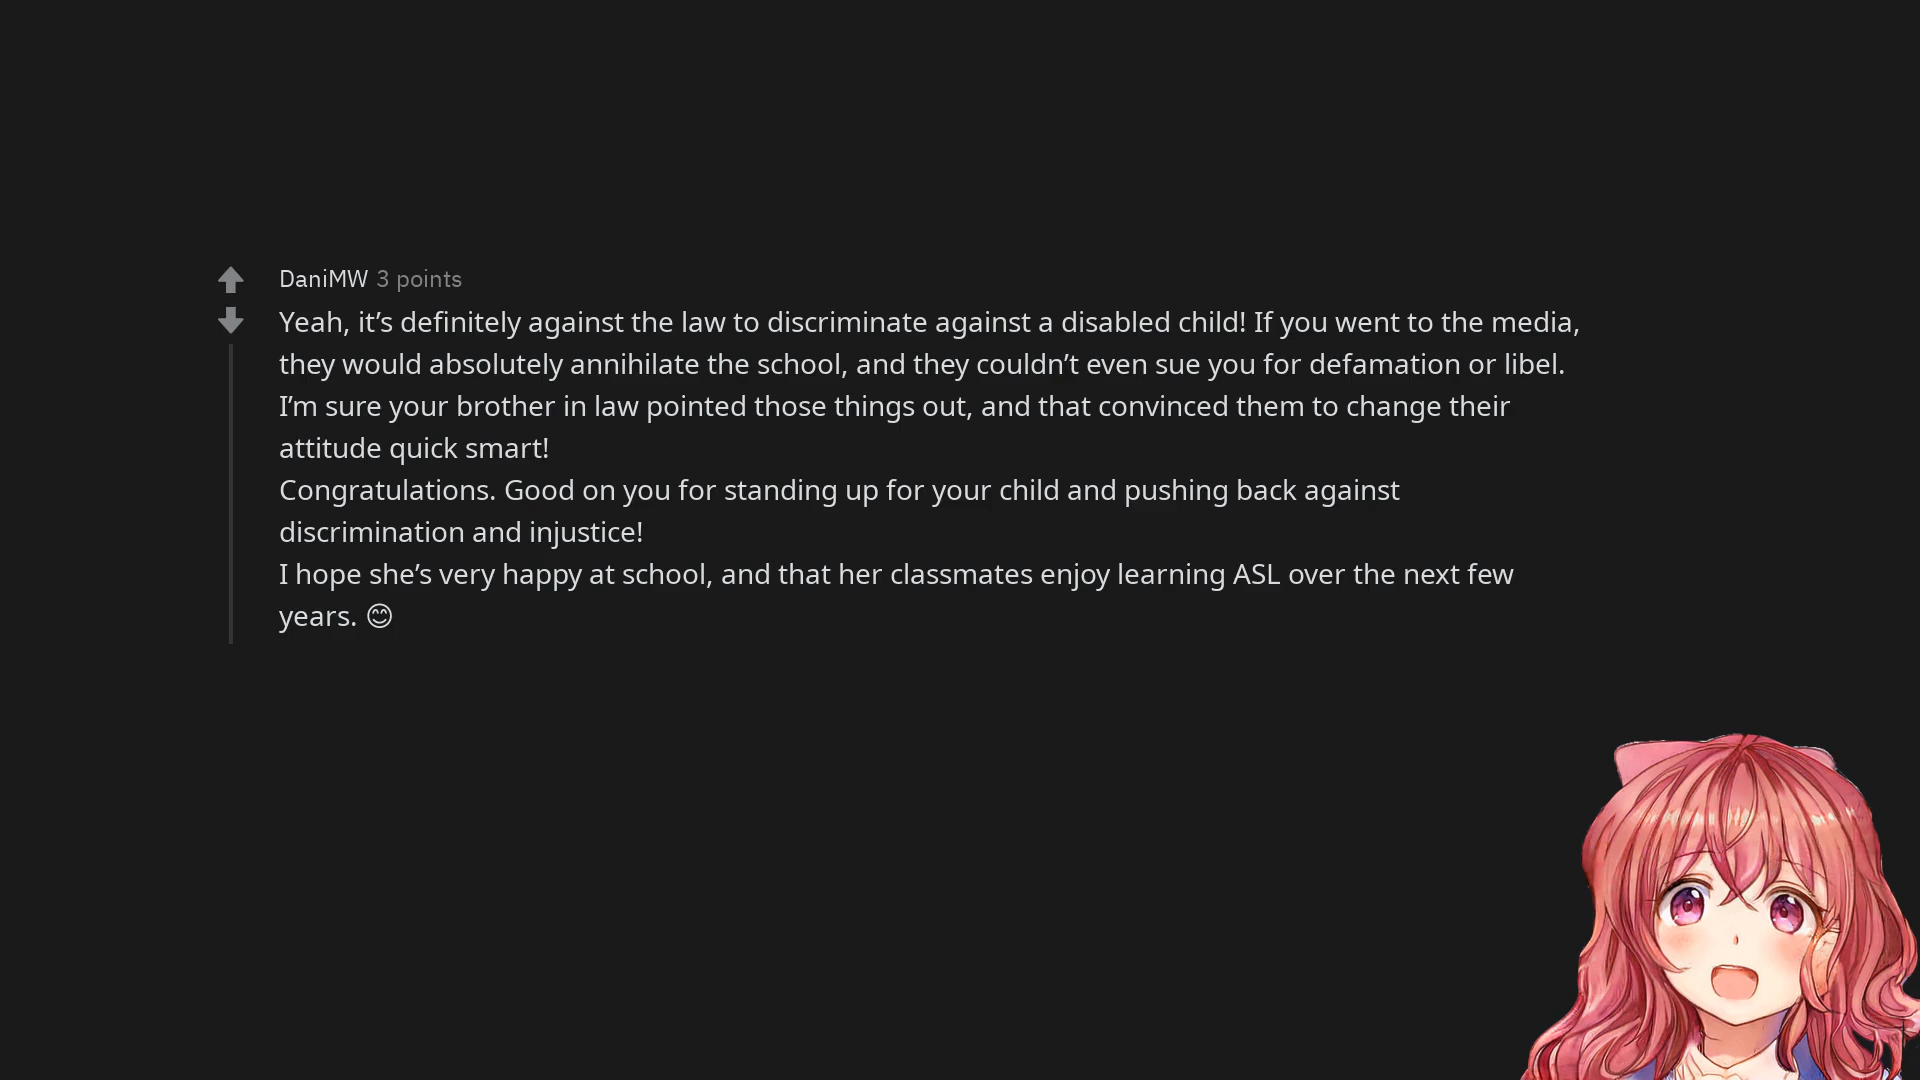 DaniMW 3 points
Yeah, it’s definitely against the law to discriminate against a disabled child! If you went to the media,
they would absolutely annihilate the school, and they couldn’t even sue you for defamation or libel.
I’m sure your brother in law pointed those things out, and that convinced them to change their
attitude quick smart!
Congratulations. Good on you for standing up for your child and pushing back against
discrimination and injustice!
I hope she’s very happy at school, and that her classmates enjoy learning ASL over the next few
years. 😊